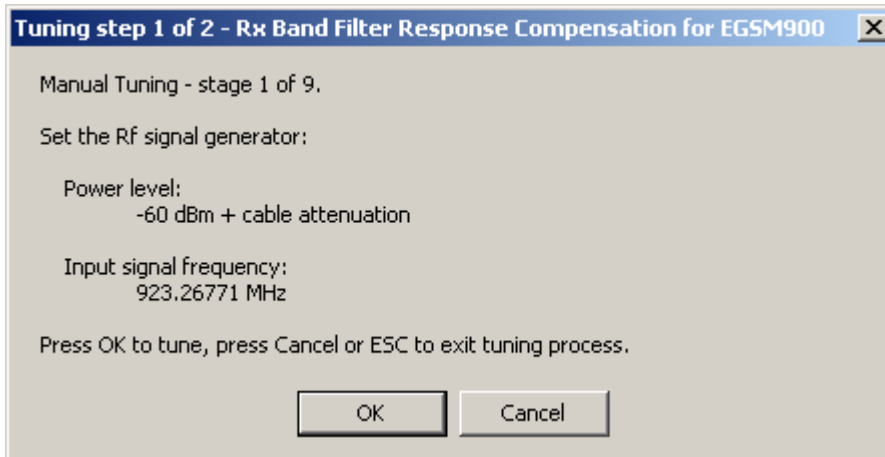 Tuning step 1 of 2 - Rx Band Filter Response Compensation for EGSM900
Manual Tuning - stage 1 of 9.
Set the Rf signal generator:
Power level:
-60 dBm + cable attenuation
Input signal frequency:
923.26771 MHz
Press OK to tune, press Cancel or ESC to exit tuning process.
OK
Cancel